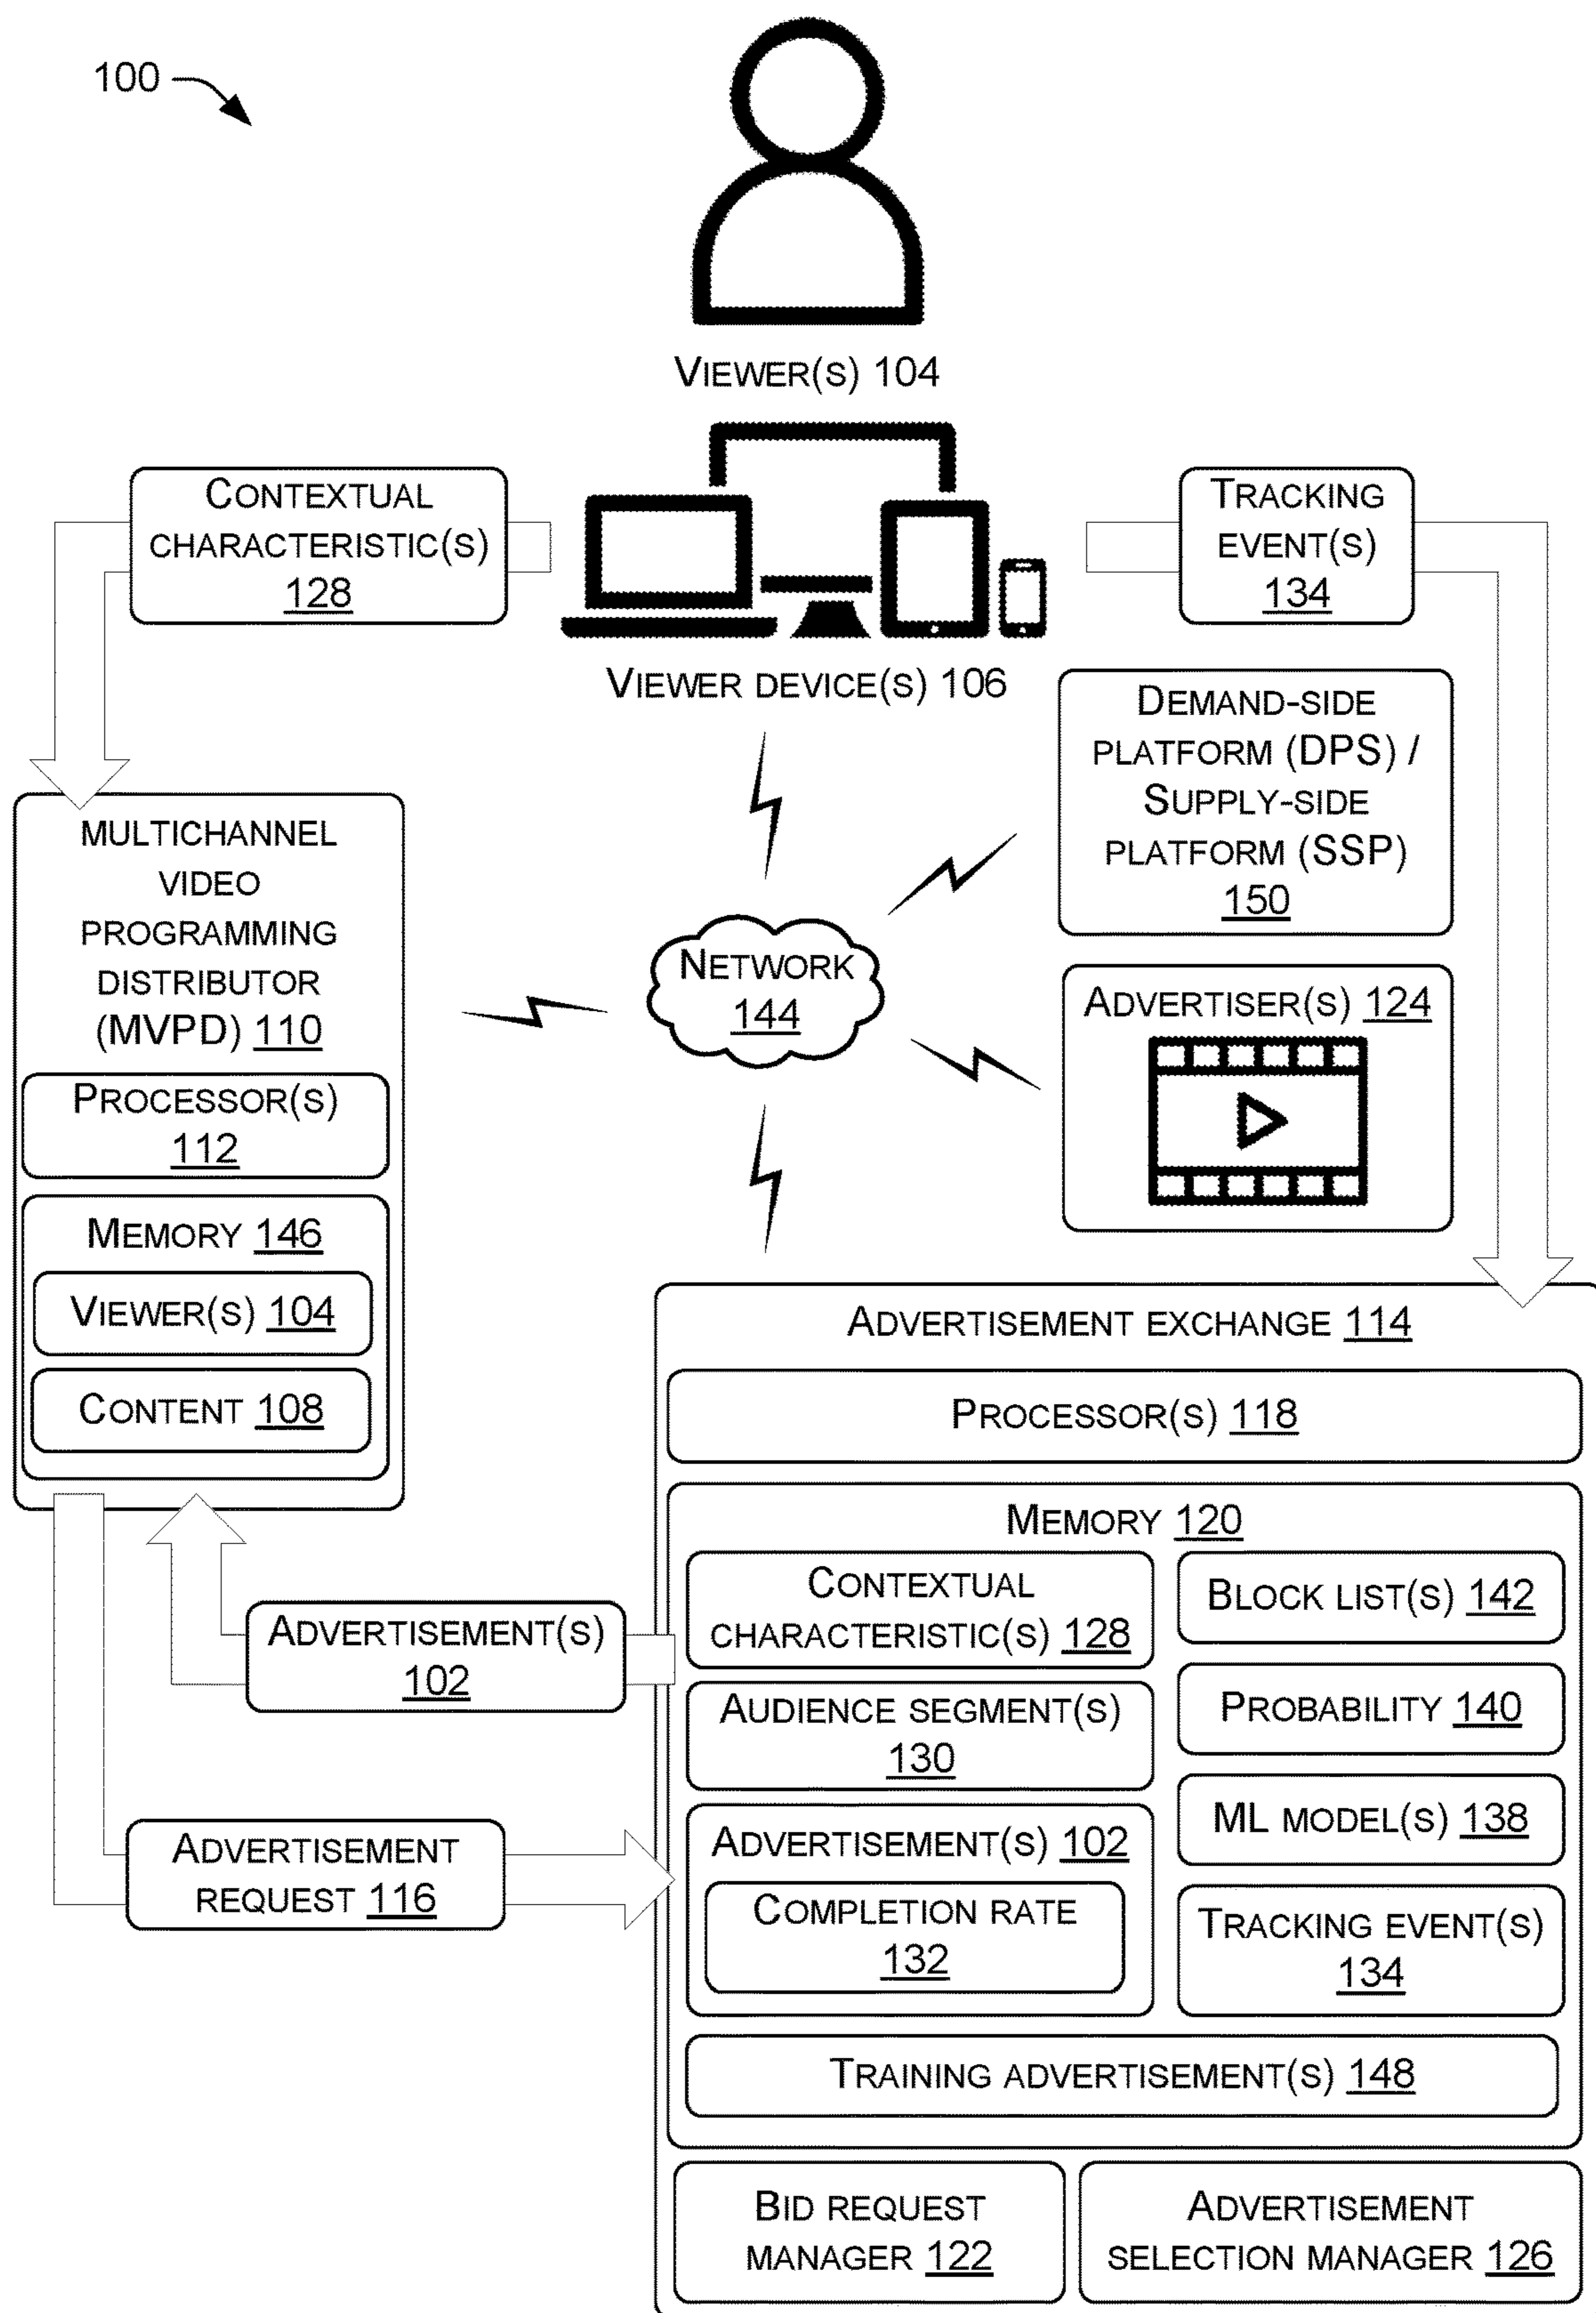 100
VIEWER(S) 104
CONTEXTUAL
CHARACTERISTIC(S)
128
TRACKING
EVENT(S)
134
VIEWER DEVICE(S) 106
DEMAND-SIDE
PLATFORM (DPS) /
SUPPLY-SIDE
PLATFORM (SSP)
150
MULTICHANNEL
VIDEO
PROGRAMMING
DISTRIBUTOR
(MVPD) 110
NETWORK
144
ADVERTISER(S) 124
PROCESSOR(S)
112
MEMORY 146
VIEWER(S) 104
CONTENT 108
ADVERTISEMENT EXCHANGE 114
PROCESSOR(S) 118
MEMORY 120
CONTEXTUAL
CHARACTERISTIC(S) 128
AUDIENCE SEGMENT(S)
130
ADVERTISEMENT(S) 102
COMPLETION RATE
132
BLOCK LIST(S) 142
PROBABILITY 140
ML MODEL(S) 138
TRACKING EVENT(S)
134
TRAINING ADVERTISEMENT(S) 148
ADVERTISEMENT(S)
102
ADVERTISEMENT
REQUEST 116
BID REQUEST
MANAGER 122
ADVERTISEMENT
SELECTION MANAGER 126